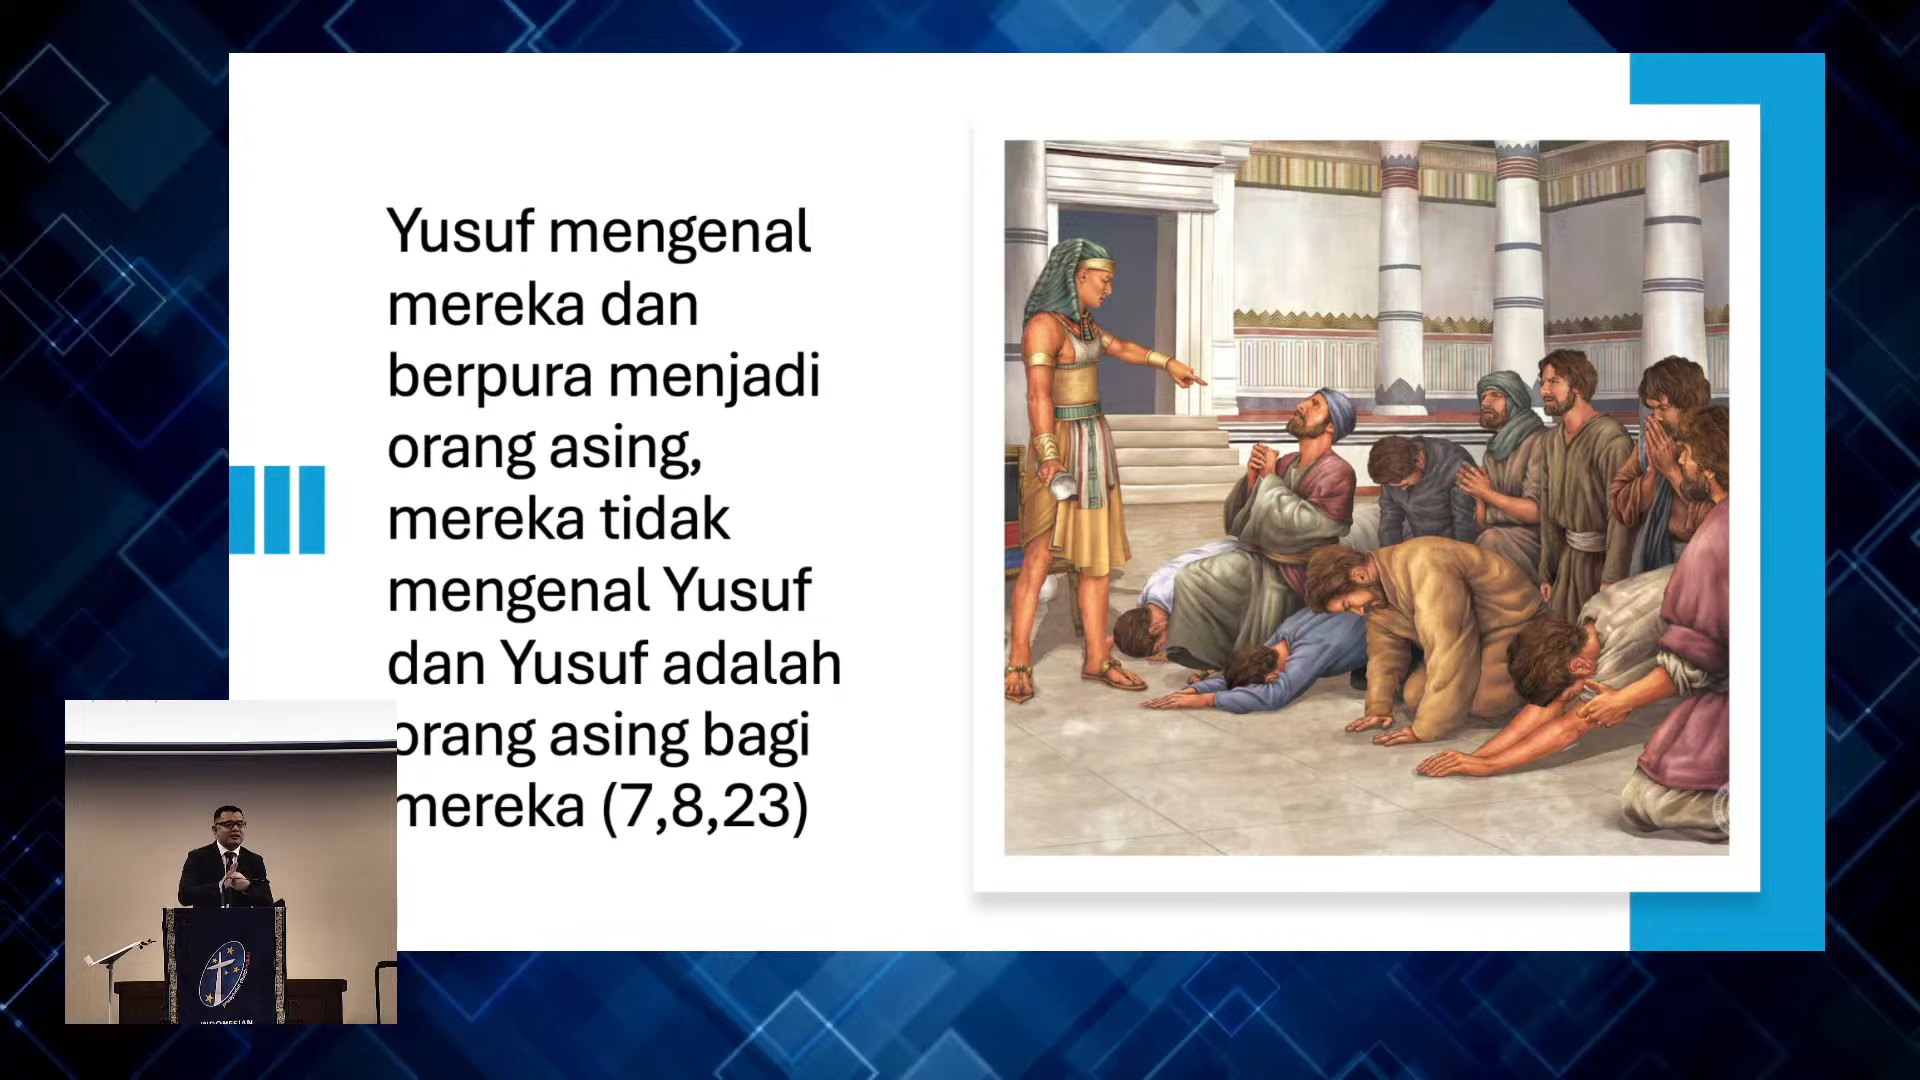 Yusuf mengenal
mereka dan
berpura menjadi
orang asing,
mereka tidak
mengenal Yusuf
dan Yusuf adalah
orang asing bagi
mereka (7,8,23)
INDONESIAN